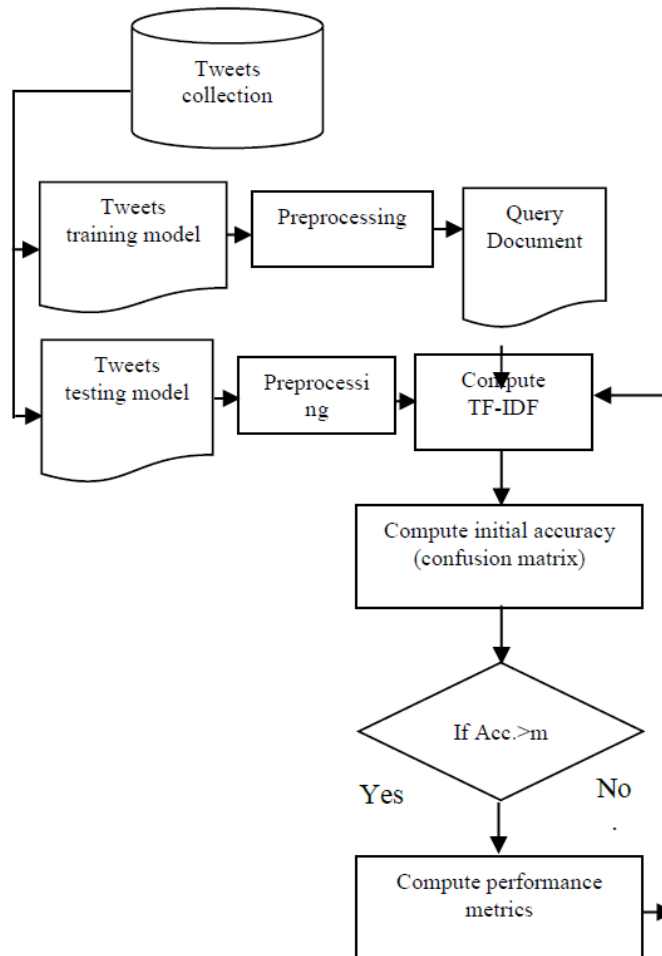 Tweets
collection
Tweets
training model
Preprocessing
Query
Document
Tweets
testing model
Preprocessi
ng
Compute
TF-IDF
Compute initial accuracy
(confusion matrix)
If Acc.>m
Yes
No
.
Compute performance
metrics